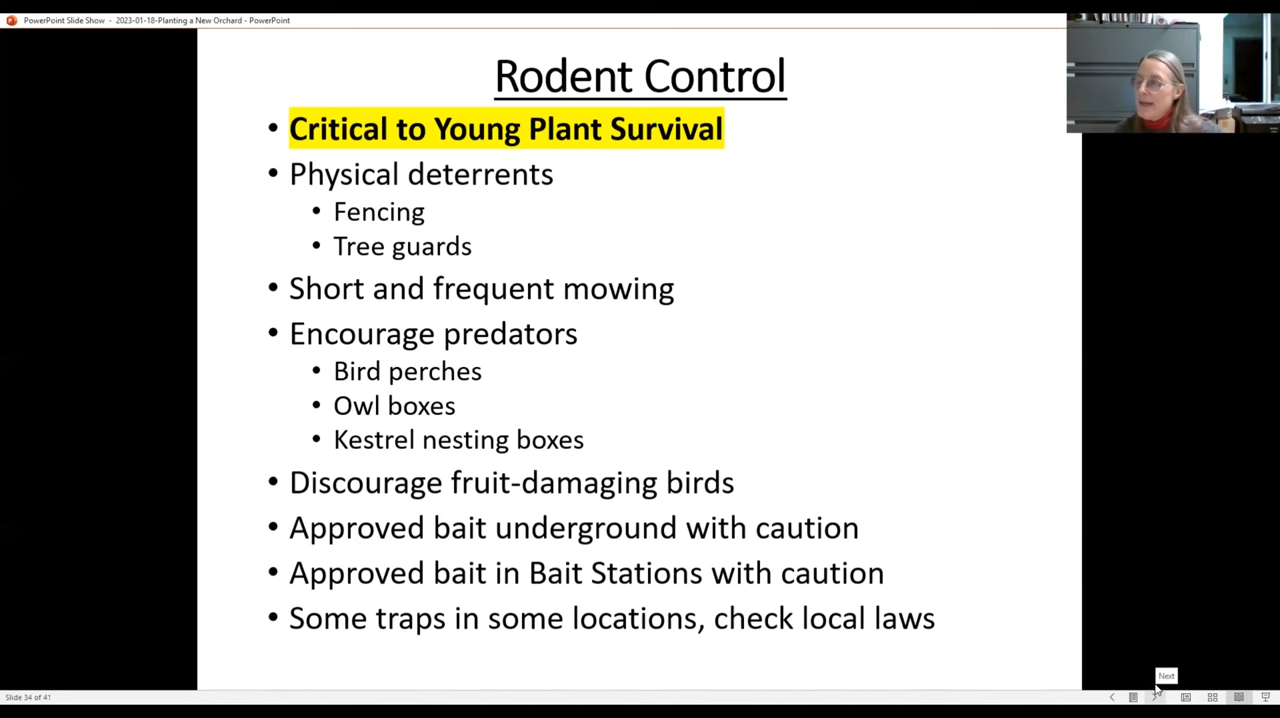 PowerPoint Slide Show - 2023-01-18-Planting a New Orchard - PowerPoint
Rodent Control
• Critical to Young Plant Survival
• Physical deterrents
• Fencing
• Tree guards
• Short and frequent mowing
• Encourage predators
• Bird perches
• Owl boxes
• Kestrel nesting boxes
• Discourage fruit-damaging birds
• Approved bait underground with caution
• Approved bait in Bait Stations with caution
• Some traps in some locations, check local laws
Next
Slide 34 of 41